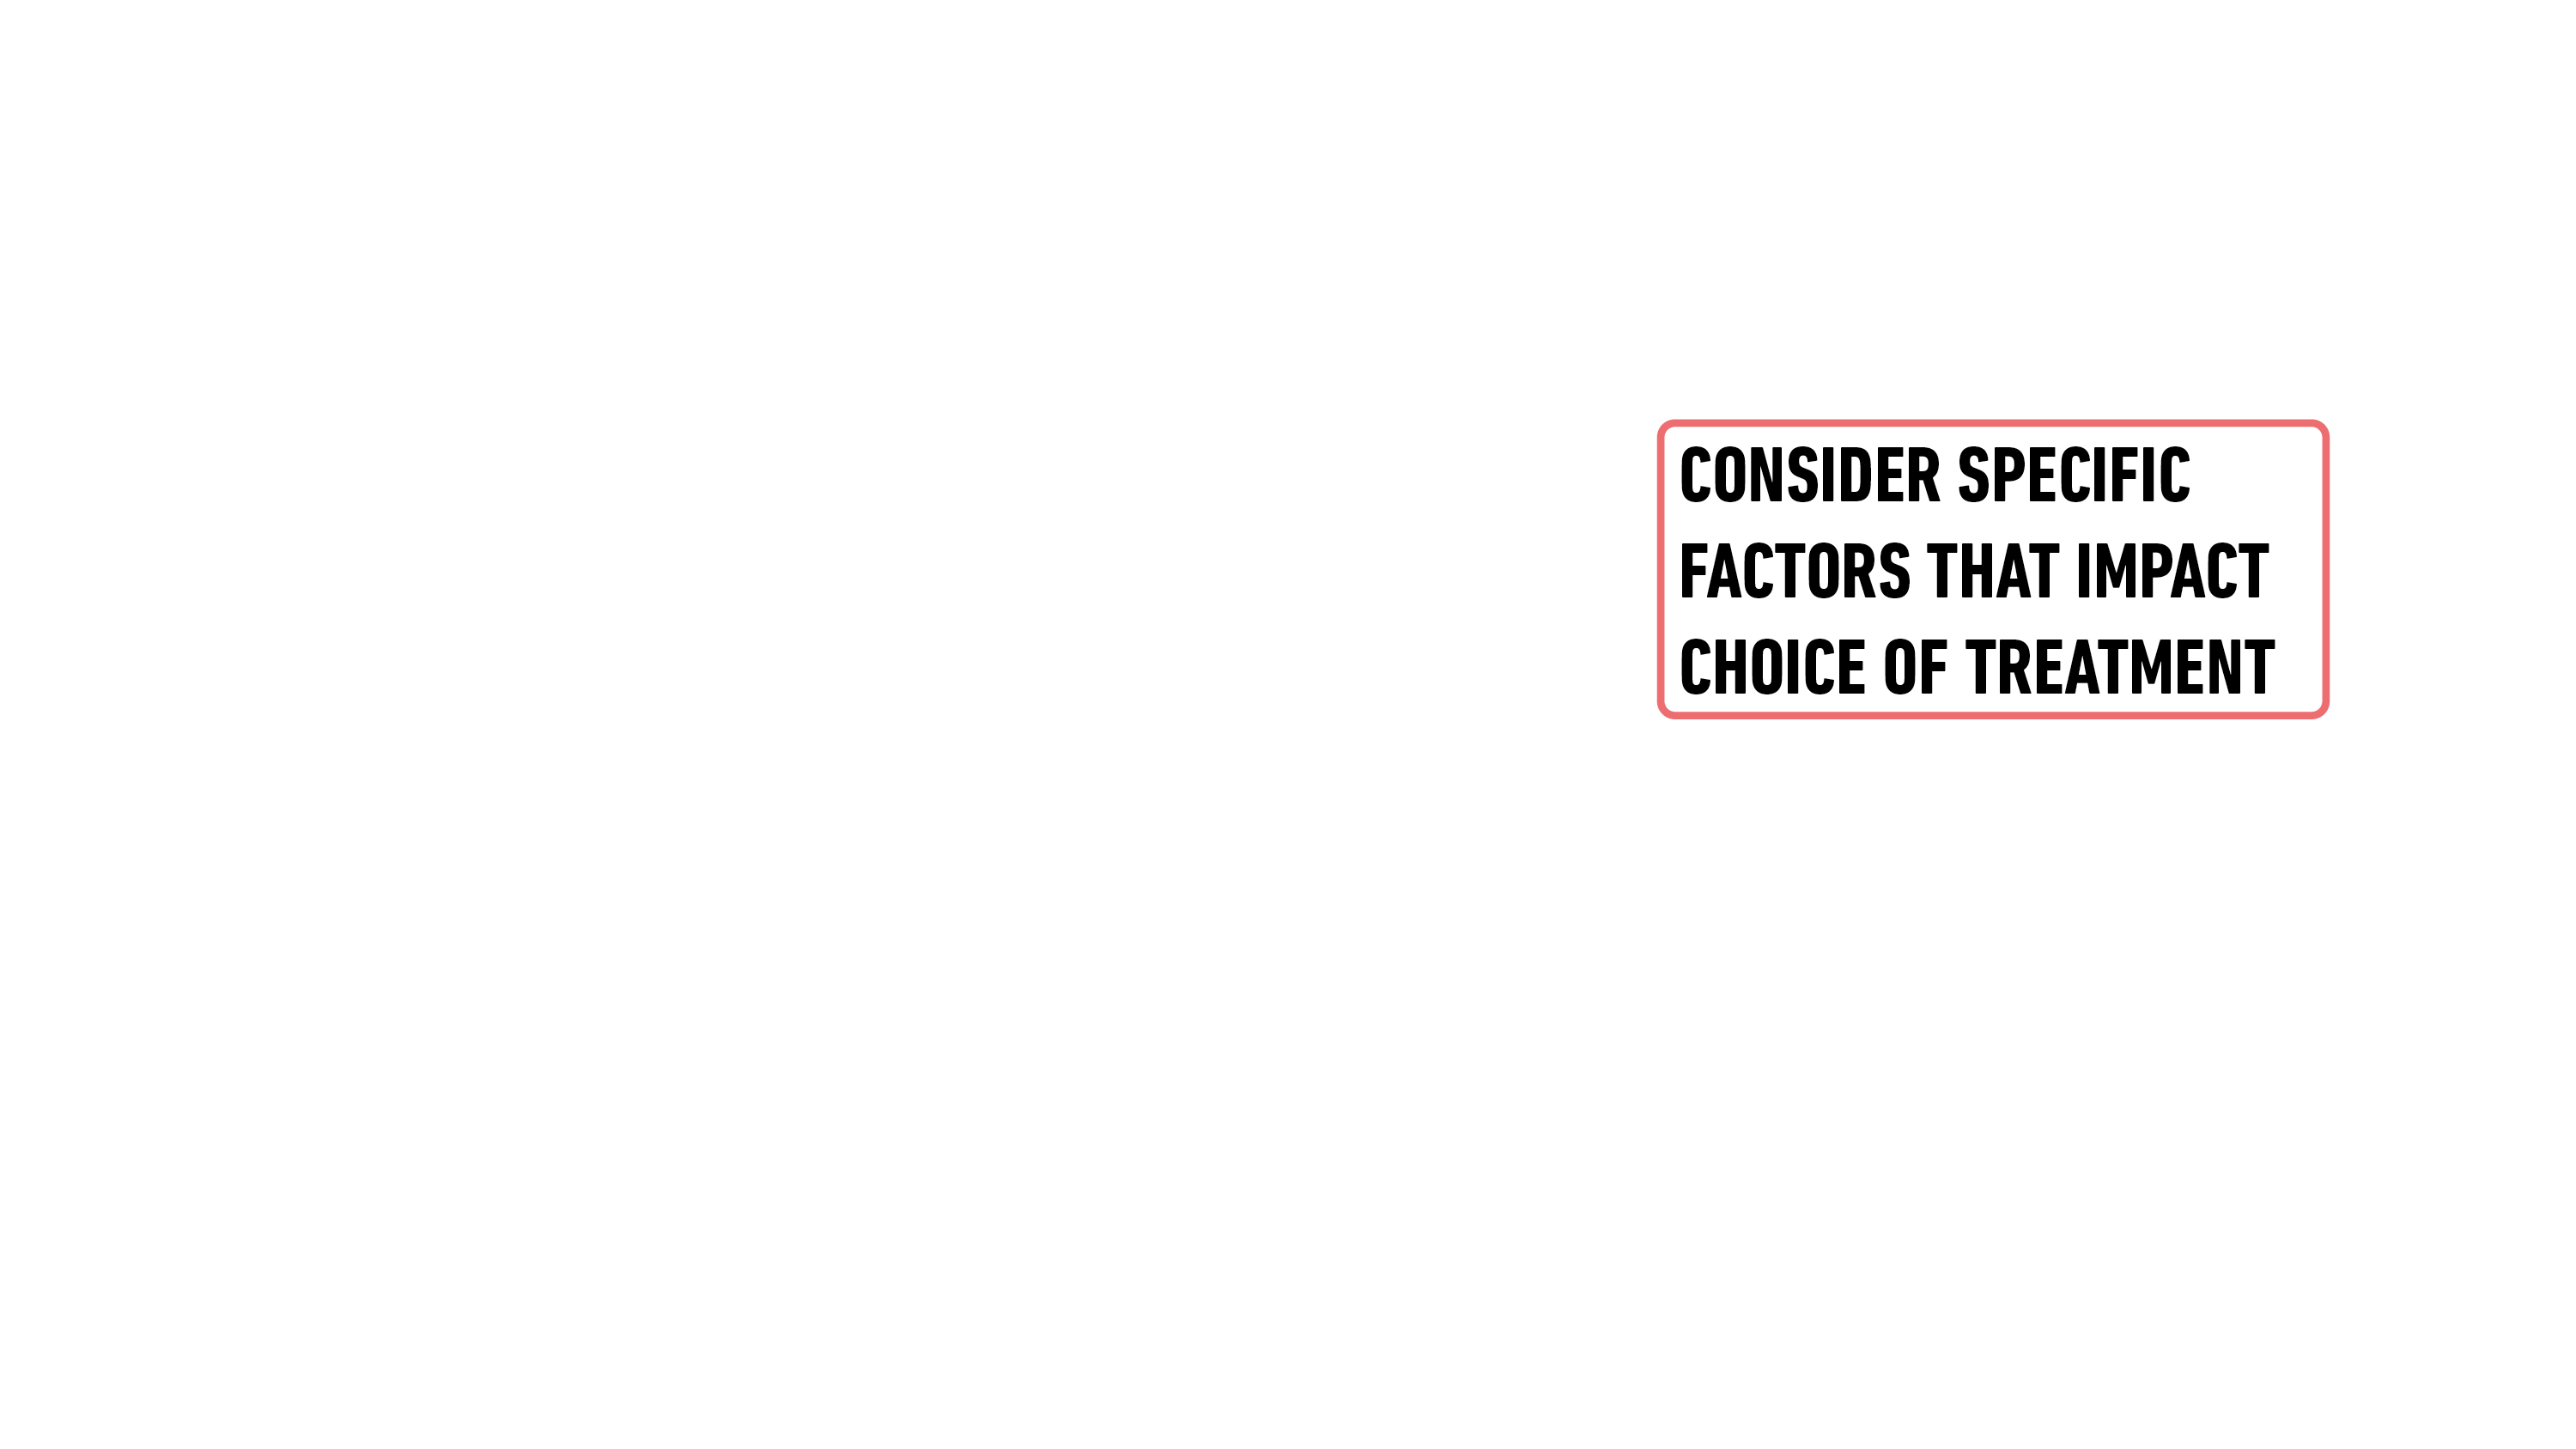 CONSIDER SPECIFIC
FACTORS THAT IMPACT
CHOICE OF TREATMENT